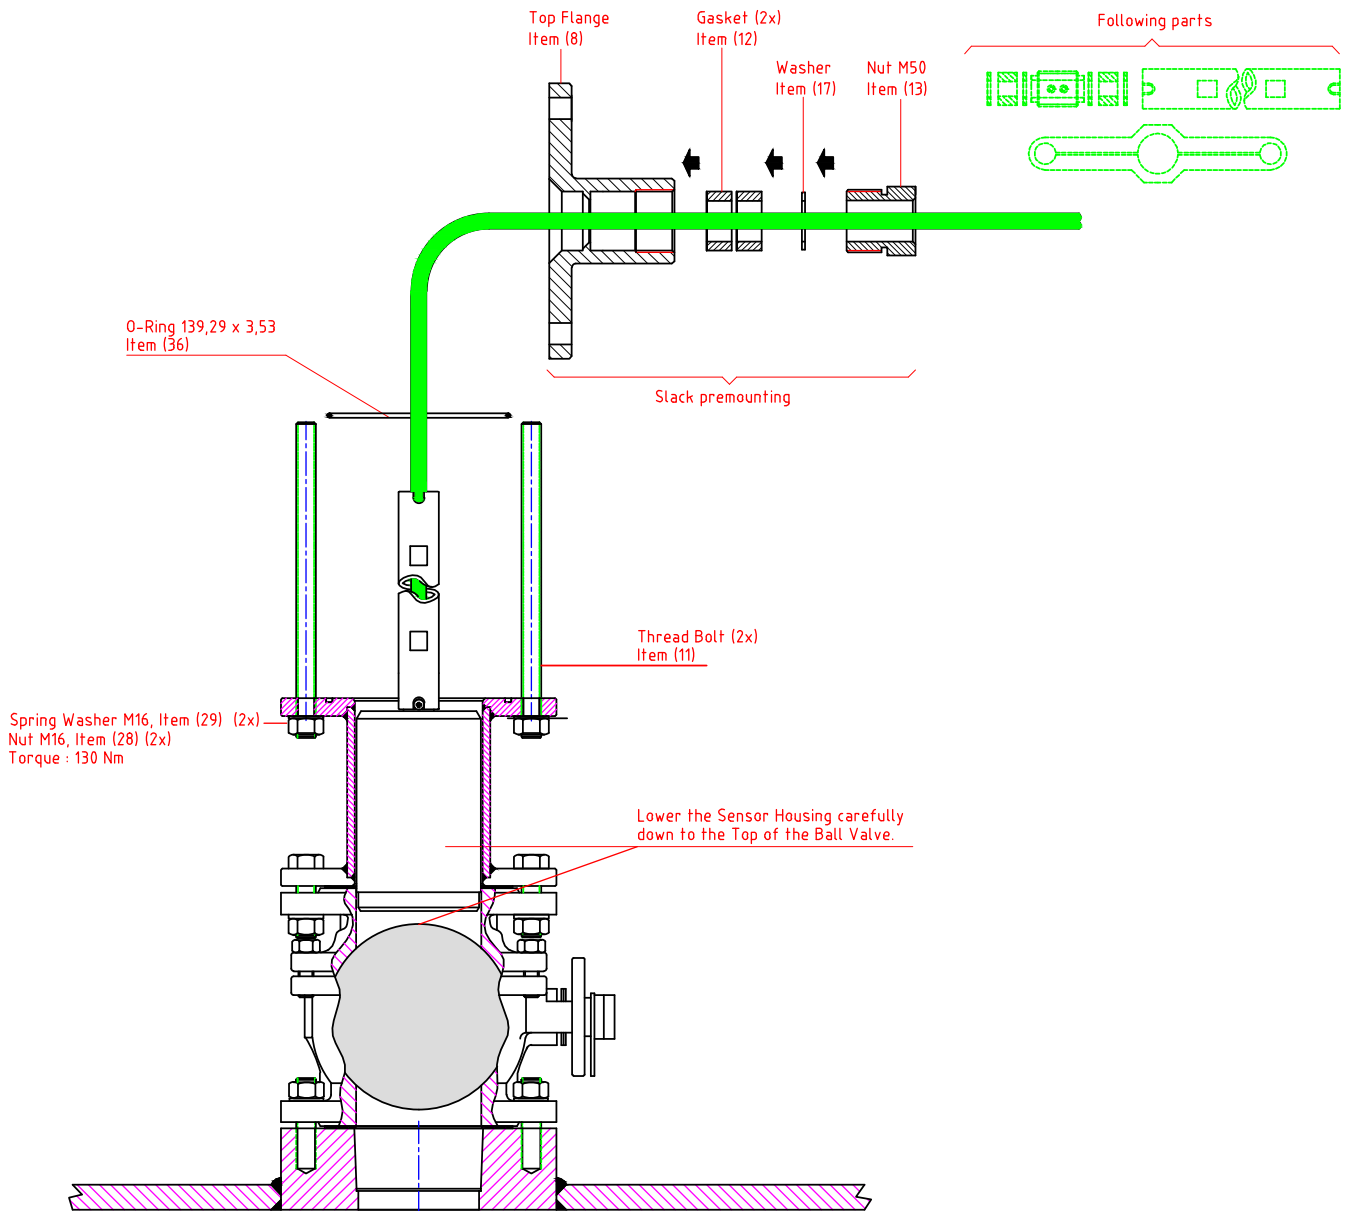 Top Flange
Item (8)
Gasket (2x)
Item (12)
Washer
Item (17)
Nut M50
Item (13)
Following parts
O-Ring 139,29 x 3,53
Item (36)
Slack premounting
Thread Bolt (2x)
Item (11)
Spring Washer M16, Item (29) (2x)
Nut M16, Item (28) (2x)
Torque : 130 Nm
Lower the Sensor Housing carefully
down to the Top of the Ball Valve.